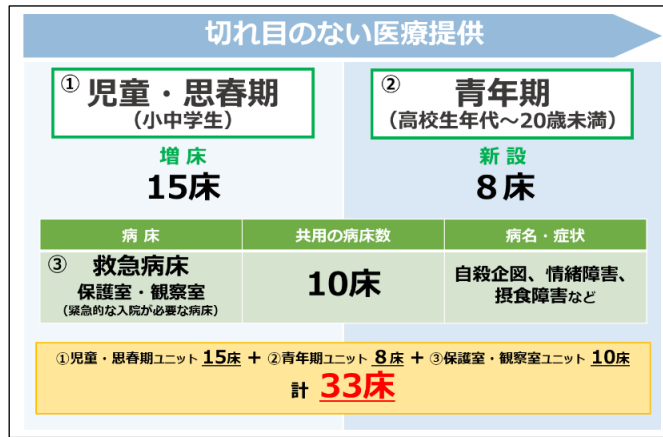 切れ目のない医療提供
① 児童・思春期
(小中学生)
増床
15床
② 青年期
(高校生年代～20歳未満)
新設
8床
病床 共用の病床数 病名・症状
③ 救急病床
保護室・観察室
(緊急的な入院が必要な病床)
10床
自殺企図、情緒障害、
摂食障害など
①児童・思春期ユニット 15床 + ②青年期ユニット 8床 + ③保護室・観察室ユニット 10床
計 33床